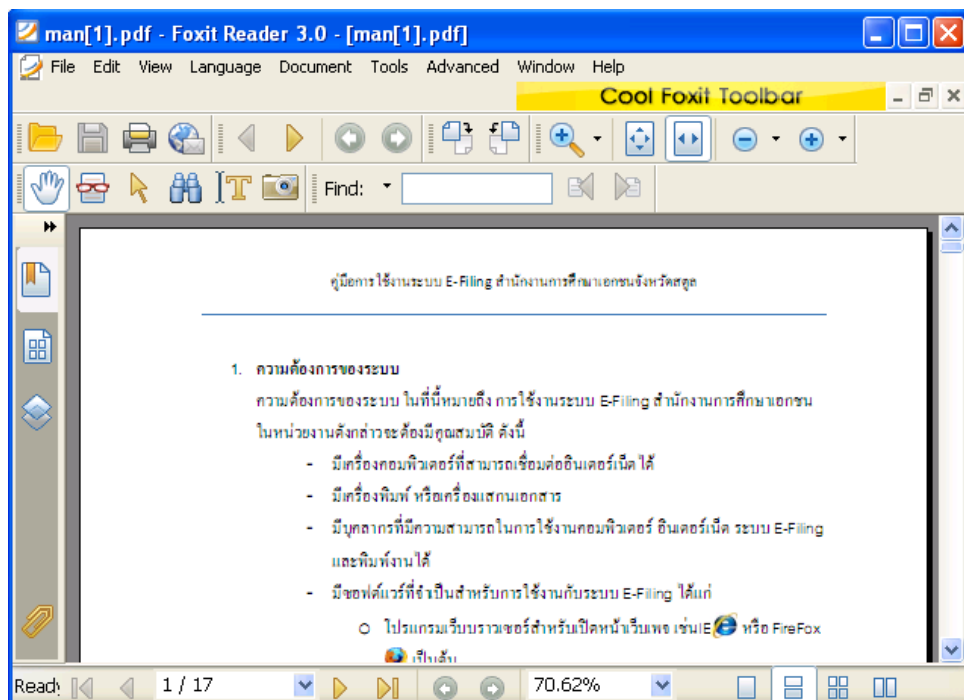 man[1].pdf - Foxit Reader 3.0 - [man[1].pdf]
File Edit View Language Document Tools Advanced Window Help
Cool Foxit Toolbar
Find:
คู่มือการใช้งานระบบ E-Filing สำนักงานการศึกษาเอกชนจังหวัดสตูล
1. ความต้องการของระบบ
ความต้องการของระบบ ในที่นี้หมายถึง การใช้งานระบบ E-Filing สำนักงานการศึกษาเอกชน
ในหน่วยงานดังกล่าวจะต้องมีคุณสมบัติ ดังนี้
- มีเครื่องคอมพิวเตอร์ที่สามารถเชื่อมต่ออินเตอร์เน็ตได้
- มีเครื่องพิมพ์ หรือเครื่องแสกนเอกสาร
- มีบุคลากรที่มีความสามารถในการใช้งานคอมพิวเตอร์ อินเตอร์เน็ต ระบบ E-Filing
และพิมพ์งานได้
- มีซอฟต์แวร์ที่จำเป็นสำหรับการใช้งานกับระบบ E-Filing ได้แก่
o โปรแกรมเว็บบราวเซอร์สำหรับเปิดหน้าเว็บเพจ เช่นIE หรือ FireFox
เป็นต้น
Ready 1 / 17 70.62%